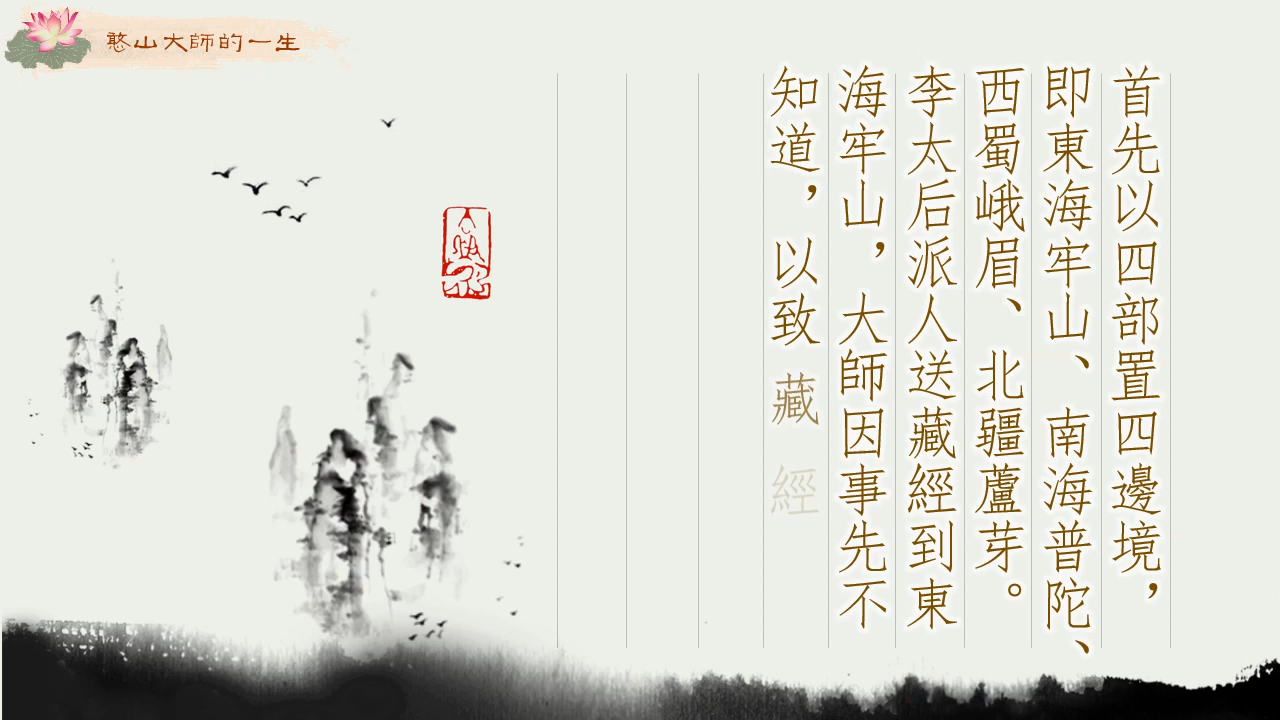 憨山大師的一生
首先以四部置四邊境，
即東海牢山、南海普陀、
西蜀峨眉、北疆蘆芽。
李太后派人送藏經到東
海牢山，大師因事先不
知道，以致藏經